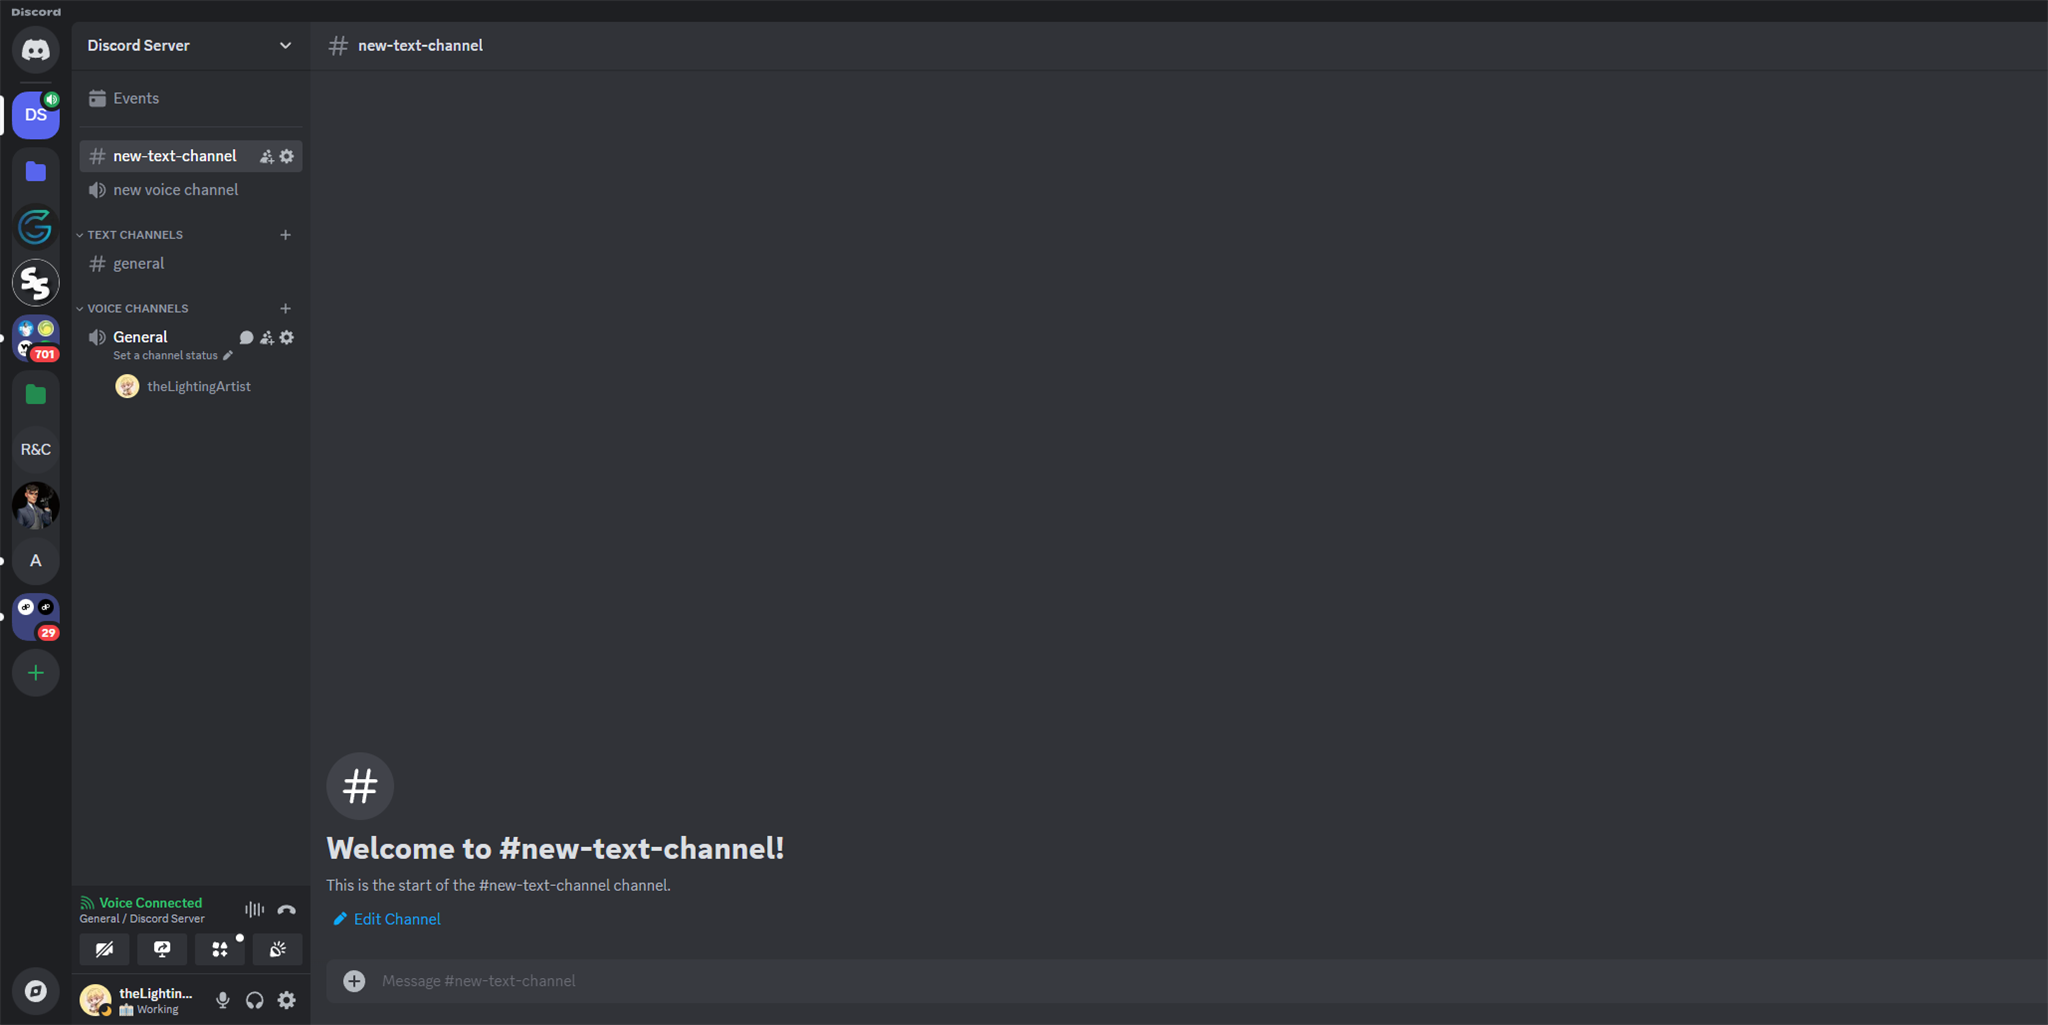 Discord
Discord Server
new-text-channel
DS
Events
new-text-channel
new voice channel
TEXT CHANNELS
general
VOICE CHANNELS
General
Set a channel status
theLightingArtist
701
R&C
A
29
Welcome to #new-text-channel!
This is the start of the #new-text-channel channel.
Edit Channel
Voice Connected
General / Discord Server
Message #new-text-channel
theLightin...
Working